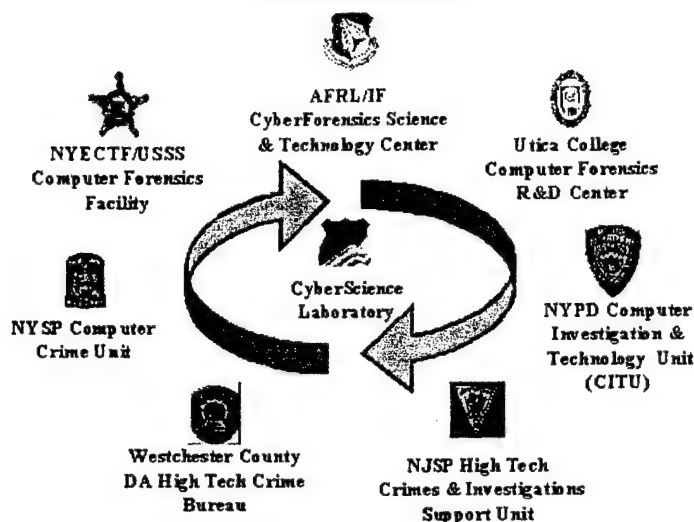 AFRL/IF
CyberForensics Science
& Technology Center
NYECTF/USSS
Computer Forensics
Facility
Utica College
Computer Forensics
R&D Center
CyberScience
Laboratory
NYSP Computer
Crime Unit
NYPD Computer
Investigation &
Technology Unit
(CITU)
Westchester County
DA High Tech Crime
Bureau
NJSP High Tech
Crimes & Investigations
Support Unit